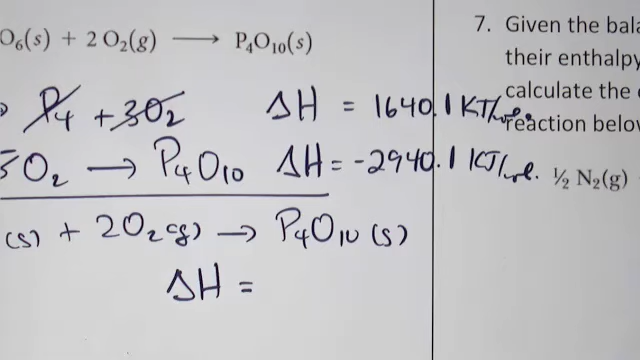 O₆(s) + 2 O₂(g) ⟶ P₄O₁₀(s)
P₄ + 3O₂ ΔH = 1640.1 KJ/mol.
5O₂ → P₄O₁₀ ΔH = -2940.1 KJ/mol.
(s) + 2O₂(g) → P₄O₁₀(s)
ΔH =
7. Given the bala
their enthalpy
calculate the
reaction below
½ N₂(g)